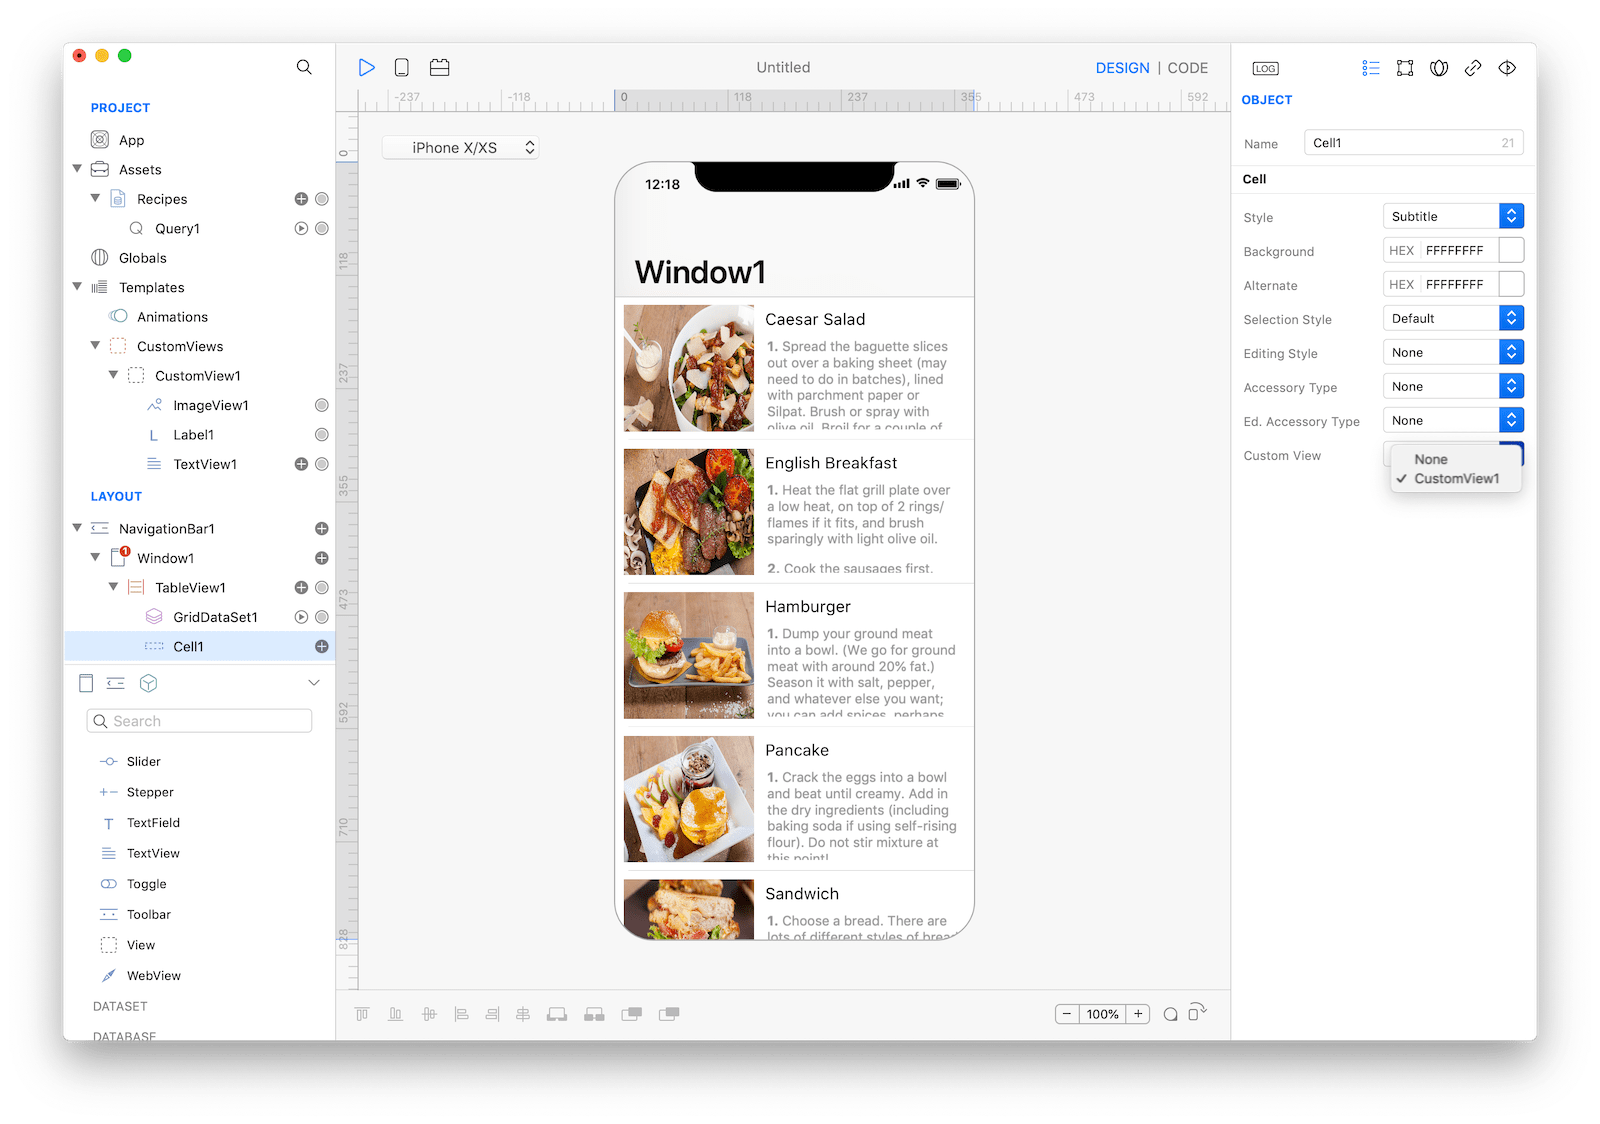 Untitled
DESIGN | CODE
LOG
PROJECT
App
Assets
Recipes
Query1
Globals
Templates
Animations
CustomViews
CustomView1
ImageView1
L Label1
TextView1
LAYOUT
NavigationBar1
1
Window1
TableView1
GridDataSet1
Cell1
Search
Slider
Stepper
T TextField
TextView
Toggle
Toolbar
View
WebView
DATASET
DATABASE
-237 -118 0 118 237 355 473 592
0
118
237
355
473
592
710
828
iPhone X/XS
12:18
Window1
Caesar Salad
1. Spread the baguette slices
out over a baking sheet (may
need to do in batches), lined
with parchment paper or
Silpat. Brush or spray with
olive oil. Broil for a couple of
English Breakfast
1. Heat the flat grill plate over
a low heat, on top of 2 rings/
flames if it fits, and brush
sparingly with light olive oil.
2. Cook the sausages first.
Hamburger
1. Dump your ground meat
into a bowl. (We go for ground
meat with around 20% fat.)
Season it with salt, pepper,
and whatever else you want;
you can add spices, perhaps
Pancake
1. Crack the eggs into a bowl
and beat until creamy. Add in
the dry ingredients (including
baking soda if using self-rising
flour). Do not stir mixture at
this point!
Sandwich
1. Choose a bread. There are
lots of different styles of bread
− 100% +
OBJECT
Name Cell1 21
Cell
Style Subtitle
Background HEX FFFFFFFF
Alternate HEX FFFFFFFF
Selection Style Default
Editing Style None
Accessory Type None
Ed. Accessory Type None
Custom View
None
✓ CustomView1